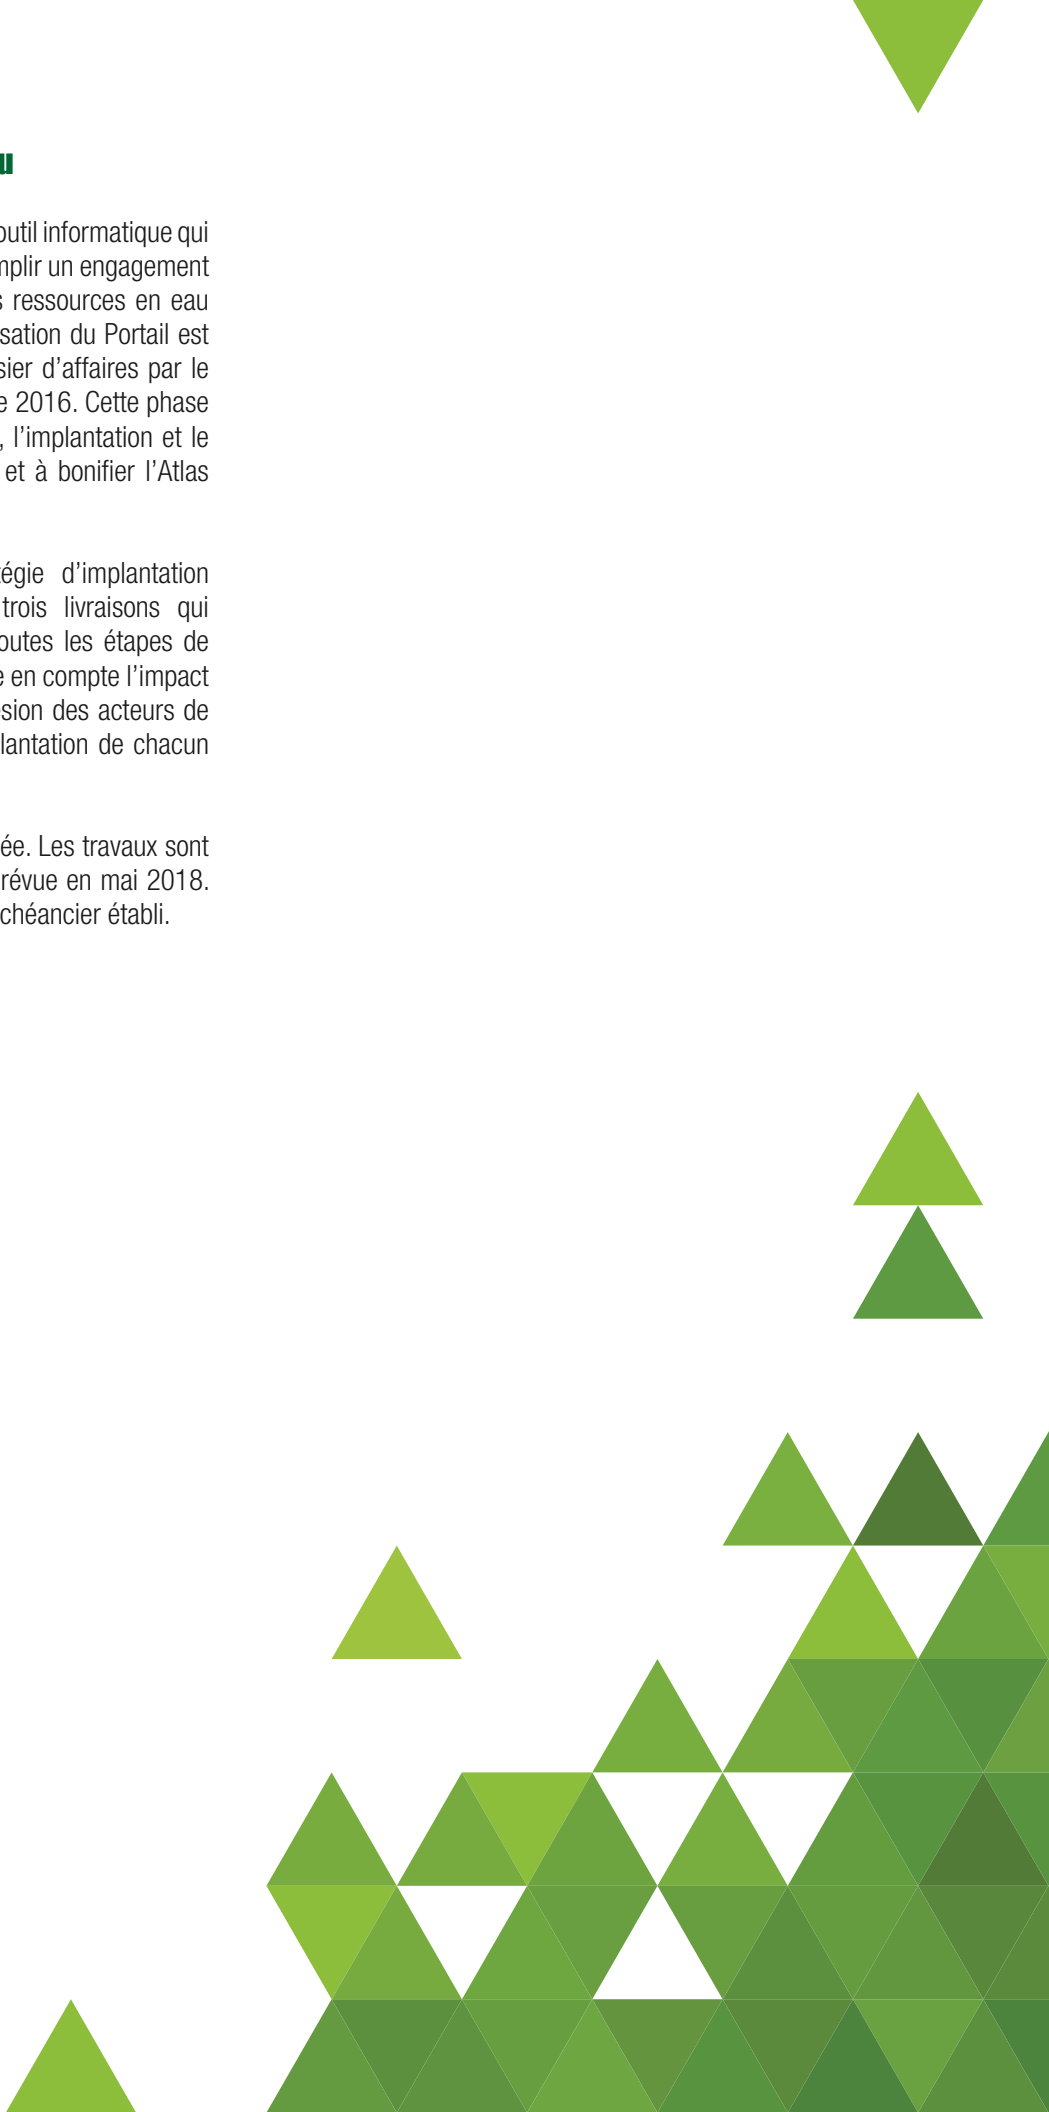 u
outil informatique qui
mplir un engagement
s ressources en eau
sation du Portail est
sier d’affaires par le
e 2016. Cette phase
, l’implantation et le
et à bonifier l’Atlas
égie d’implantation
trois livraisons qui
outes les étapes de
e en compte l’impact
sion des acteurs de
lantation de chacun
ée. Les travaux sont
révue en mai 2018.
chéancier établi.